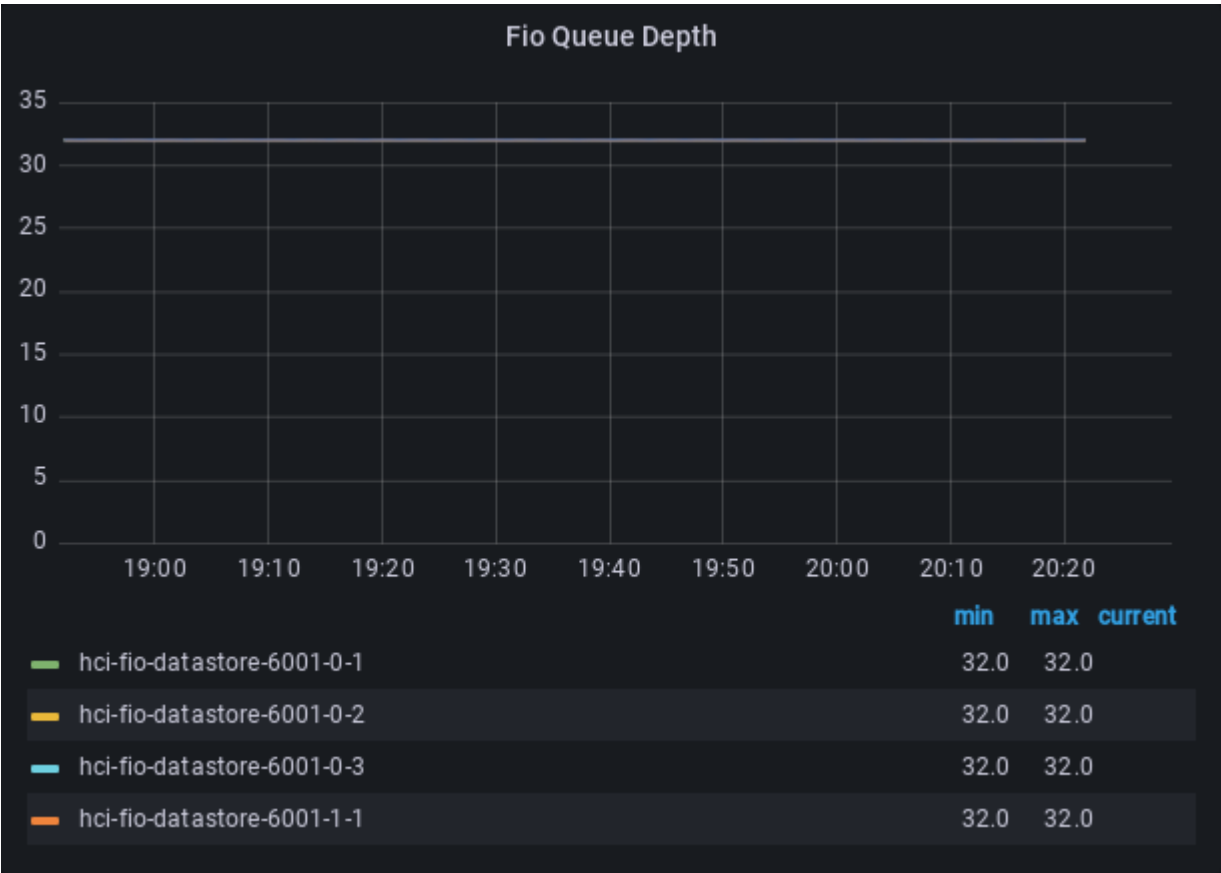 Fio Queue Depth
35
30
25
20
15
10
5
0
19:00 19:10 19:20 19:30 19:40 19:50 20:00 20:10 20:20
min max current
hci-fio-datastore-6001-0-1 32.0 32.0
hci-fio-datastore-6001-0-2 32.0 32.0
hci-fio-datastore-6001-0-3 32.0 32.0
hci-fio-datastore-6001-1-1 32.0 32.0